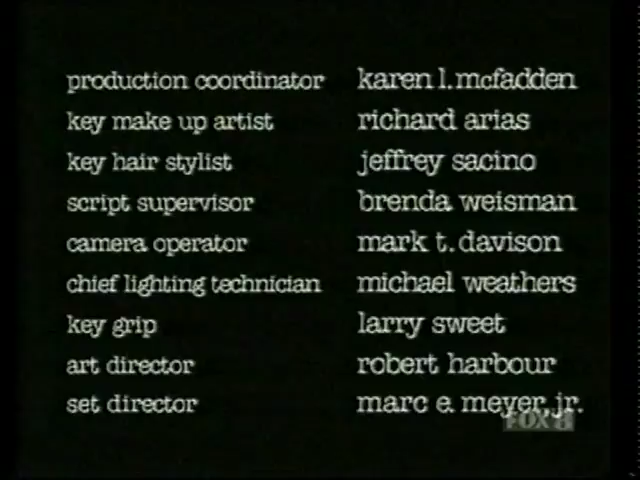 production coordinator karen l. mcfadden
key make up artist richard arias
key hair stylist jeffrey sacino
script supervisor brenda weisman
camera operator mark t. davison
chief lighting technician michael weathers
key grip larry sweet
art director robert harbour
set director marc e meyer, jr.
FOX 8